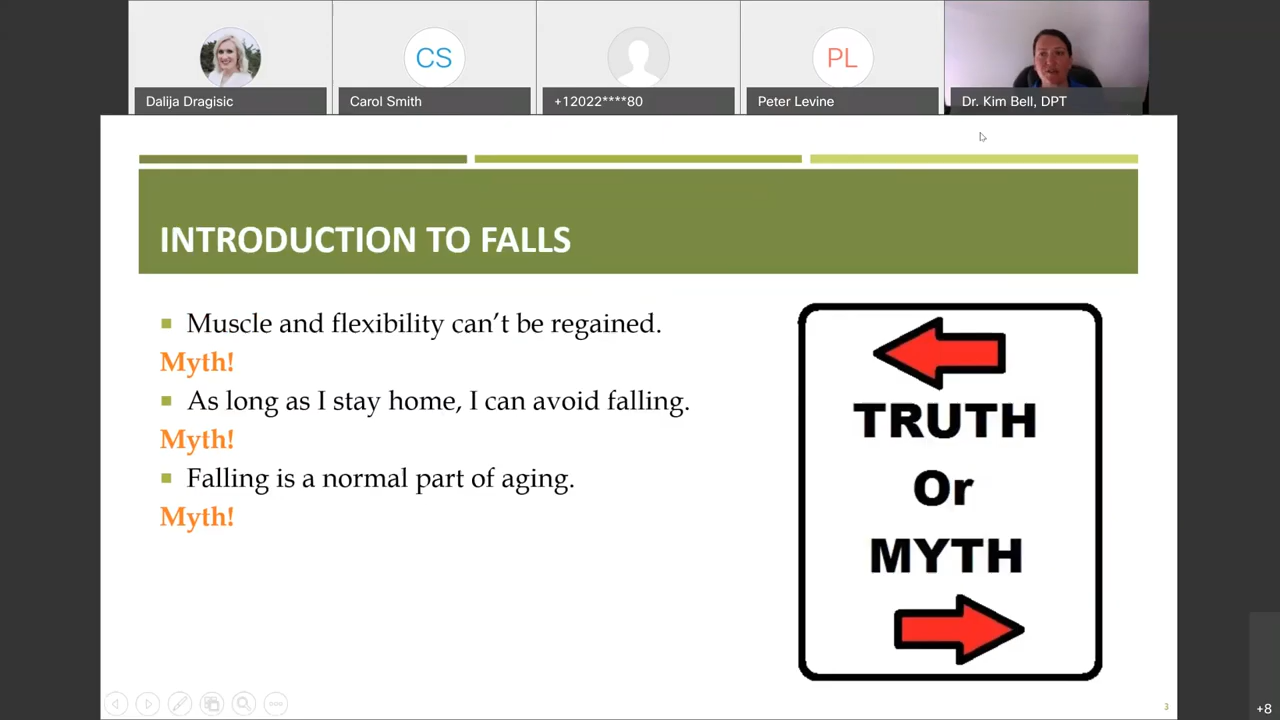 Dalija Dragisic
CS
Carol Smith
+12022****80
PL
Peter Levine
Dr. Kim Bell, DPT
INTRODUCTION TO FALLS
Muscle and flexibility can’t be regained.
Myth!
As long as I stay home, I can avoid falling.
Myth!
Falling is a normal part of aging.
Myth!
TRUTH
Or
MYTH
3
+8